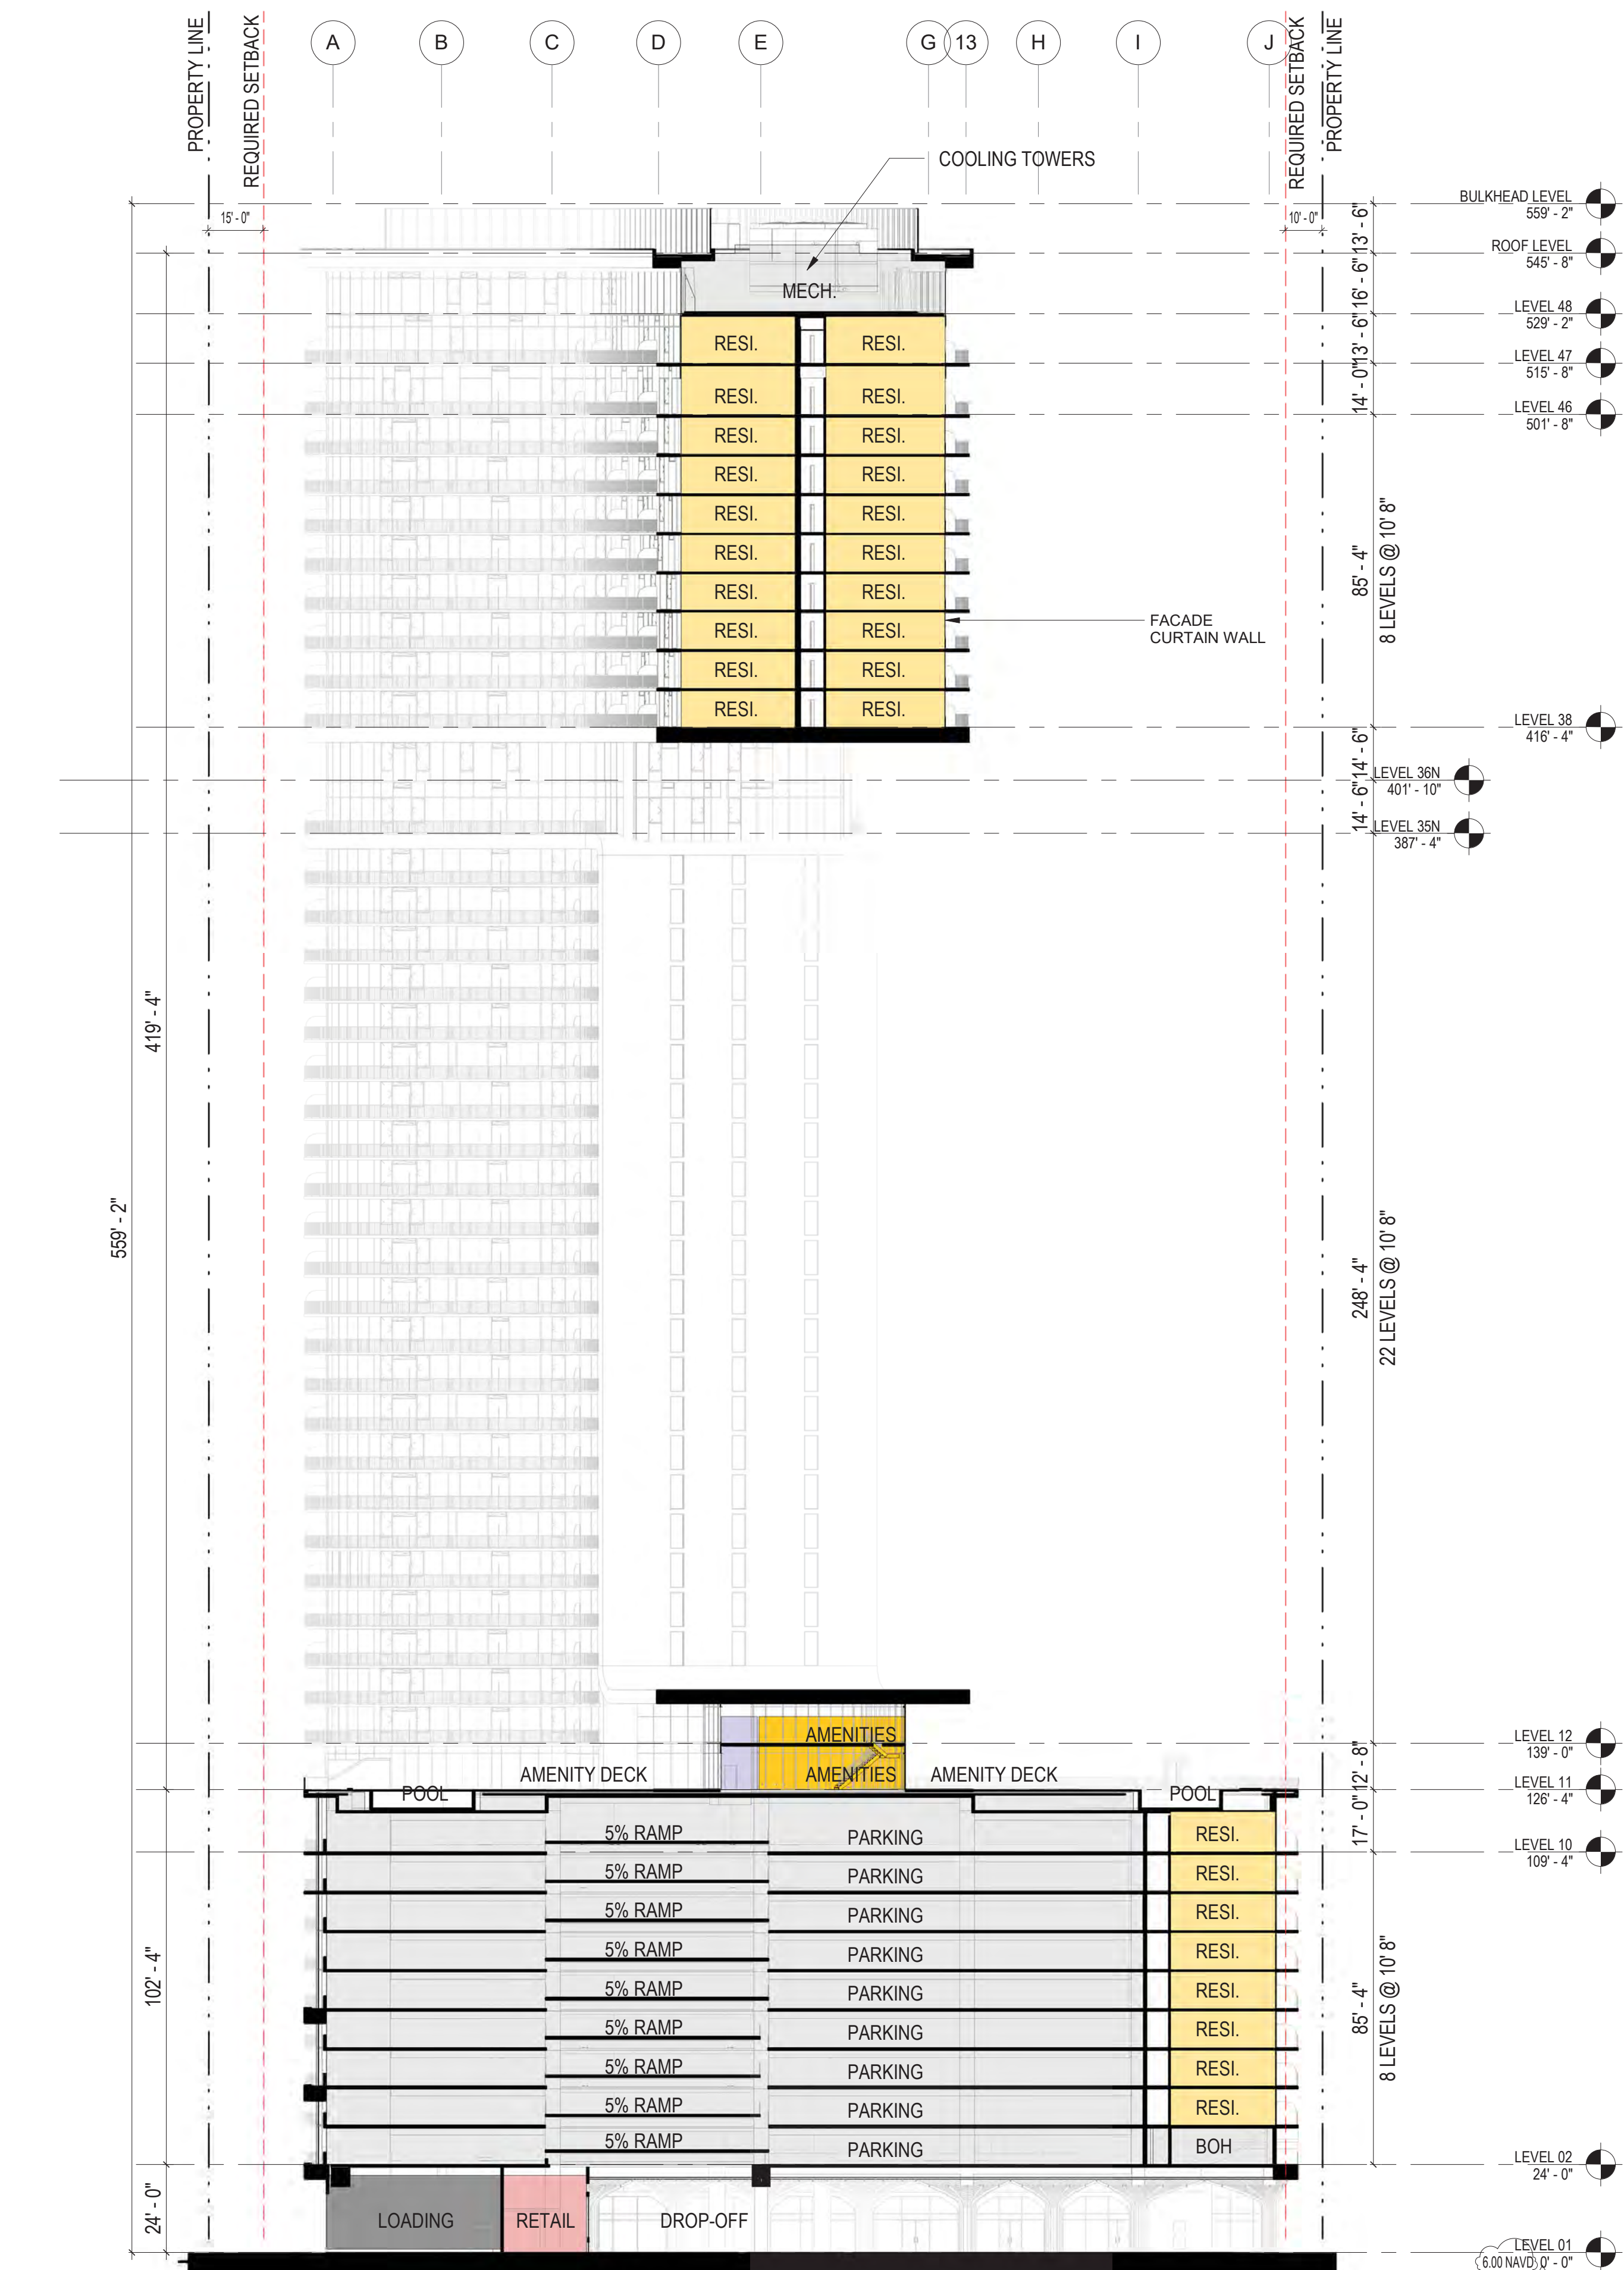 PROPERTY LINE
REQUIRED SETBACK
A
B
C
D
E
G
13
H
I
J
REQUIRED SETBACK
PROPERTY LINE
COOLING TOWERS
15' - 0"
10' - 0"
BULKHEAD LEVEL
559' - 2"
13' - 6"
ROOF LEVEL
545' - 8"
MECH.
16' - 6"
LEVEL 48
529' - 2"
RESI. RESI.
13' - 6"
LEVEL 47
515' - 8"
RESI. RESI.
14' - 0"
LEVEL 46
501' - 8"
RESI. RESI.
RESI. RESI.
RESI. RESI.
RESI. RESI.
85' - 4"
8 LEVELS @ 10' 8"
RESI. RESI.
RESI. RESI.
FACADE
CURTAIN WALL
RESI. RESI.
RESI. RESI.
LEVEL 38
416' - 4"
14' - 6"
LEVEL 36N
401' - 10"
14' - 6"
LEVEL 35N
387' - 4"
419' - 4"
559' - 2"
248' - 4"
22 LEVELS @ 10' 8"
AMENITIES
LEVEL 12
139' - 0"
12' - 8"
AMENITY DECK
AMENITIES
AMENITY DECK
LEVEL 11
126' - 4"
POOL
POOL
17' - 0"
5% RAMP PARKING RESI.
LEVEL 10
109' - 4"
5% RAMP PARKING RESI.
5% RAMP PARKING RESI.
5% RAMP PARKING RESI.
102' - 4"
5% RAMP PARKING RESI.
85' - 4"
8 LEVELS @ 10' 8"
5% RAMP PARKING RESI.
5% RAMP PARKING RESI.
5% RAMP PARKING RESI.
5% RAMP PARKING BOH
LEVEL 02
24' - 0"
24' - 0"
LOADING
RETAIL
DROP-OFF
LEVEL 01
6.00 NAVD 0' - 0"